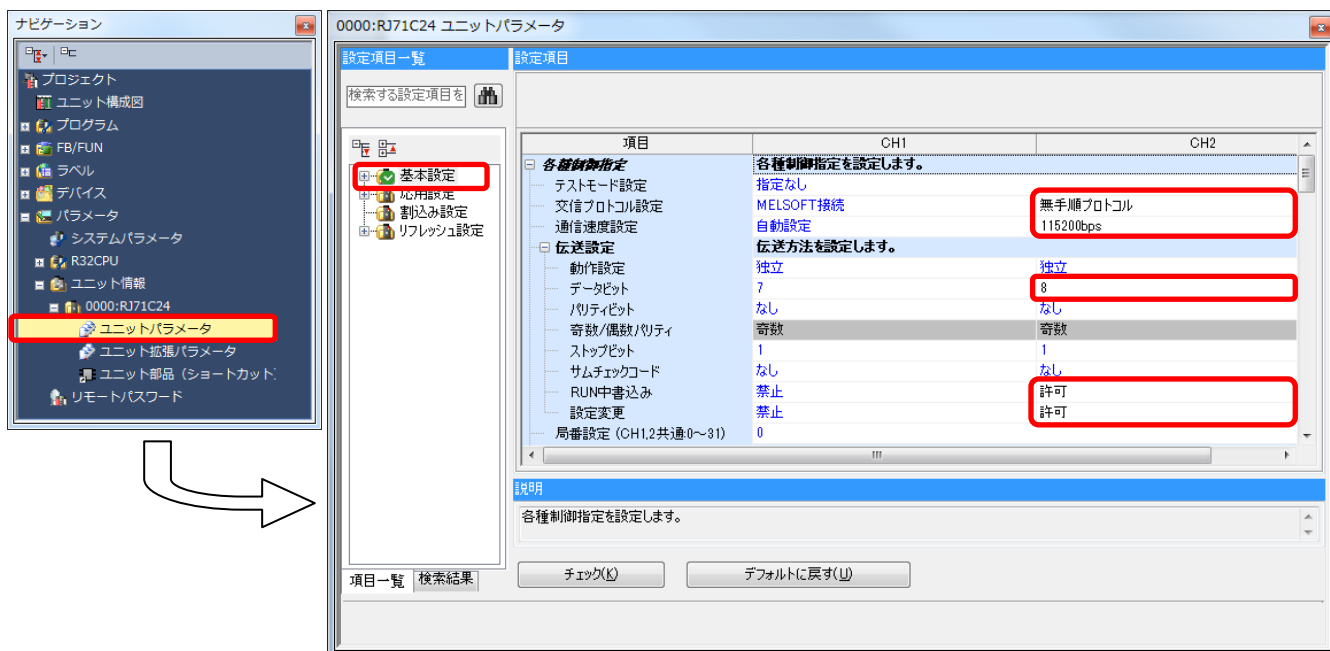 ナビゲーション
プロジェクト
ユニット構成図
プログラム
FB/FUN
ラベル
デバイス
パラメータ
システムパラメータ
R32CPU
ユニット情報
0000:RJ71C24
ユニットパラメータ
ユニット拡張パラメータ
ユニット部品（ショートカット）
リモートパスワード
0000:RJ71C24 ユニットパラメータ
設定項目一覧
検索する設定項目を
基本設定
応用設定
割込み設定
リフレッシュ設定
項目一覧 検索結果
設定項目
項目 CH1 CH2
各種制御指定 各種制御指定を設定します。
テストモード設定 指定なし
交信プロトコル設定 MELSOFT接続 無手順プロトコル
通信速度設定 自動設定 115200bps
伝送設定 伝送方法を設定します。
動作設定 独立 独立
データビット 7 8
パリティビット なし なし
奇数/偶数パリティ 奇数 奇数
ストップビット 1 1
サムチェックコード なし なし
RUN中書込み 禁止 許可
設定変更 禁止 許可
局番設定 (CH1,2共通:0～31) 0
説明
各種制御指定を設定します。
チェック(K) デフォルトに戻す(U)